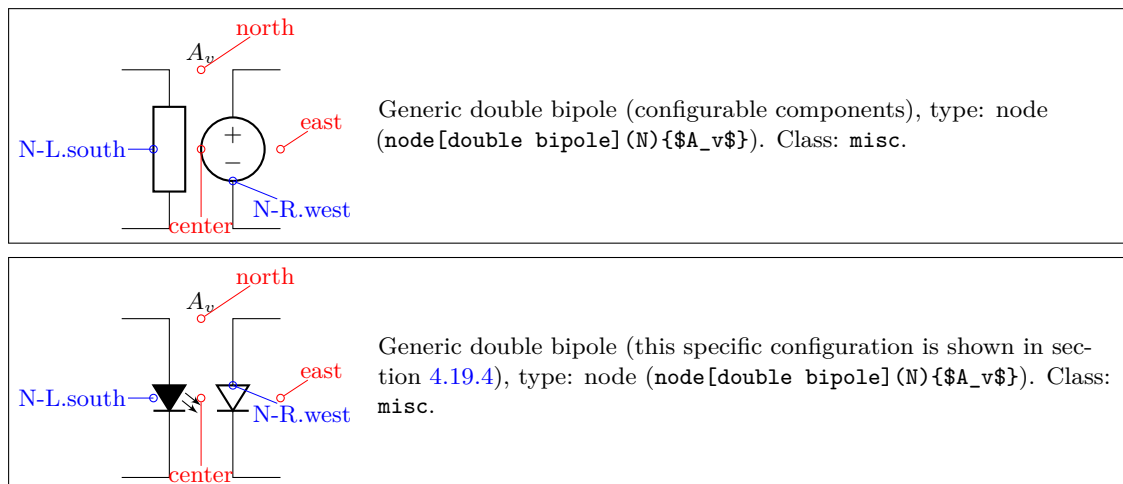 north
A_v
+
−
east
N-L.south
N-R.west
center
Generic double bipole (configurable components), type: node
(node[double bipole](N){$A_v$}). Class: misc.
north
A_v
east
N-L.south
N-R.west
center
Generic double bipole (this specific configuration is shown in sec-
tion 4.19.4), type: node (node[double bipole](N){$A_v$}). Class:
misc.